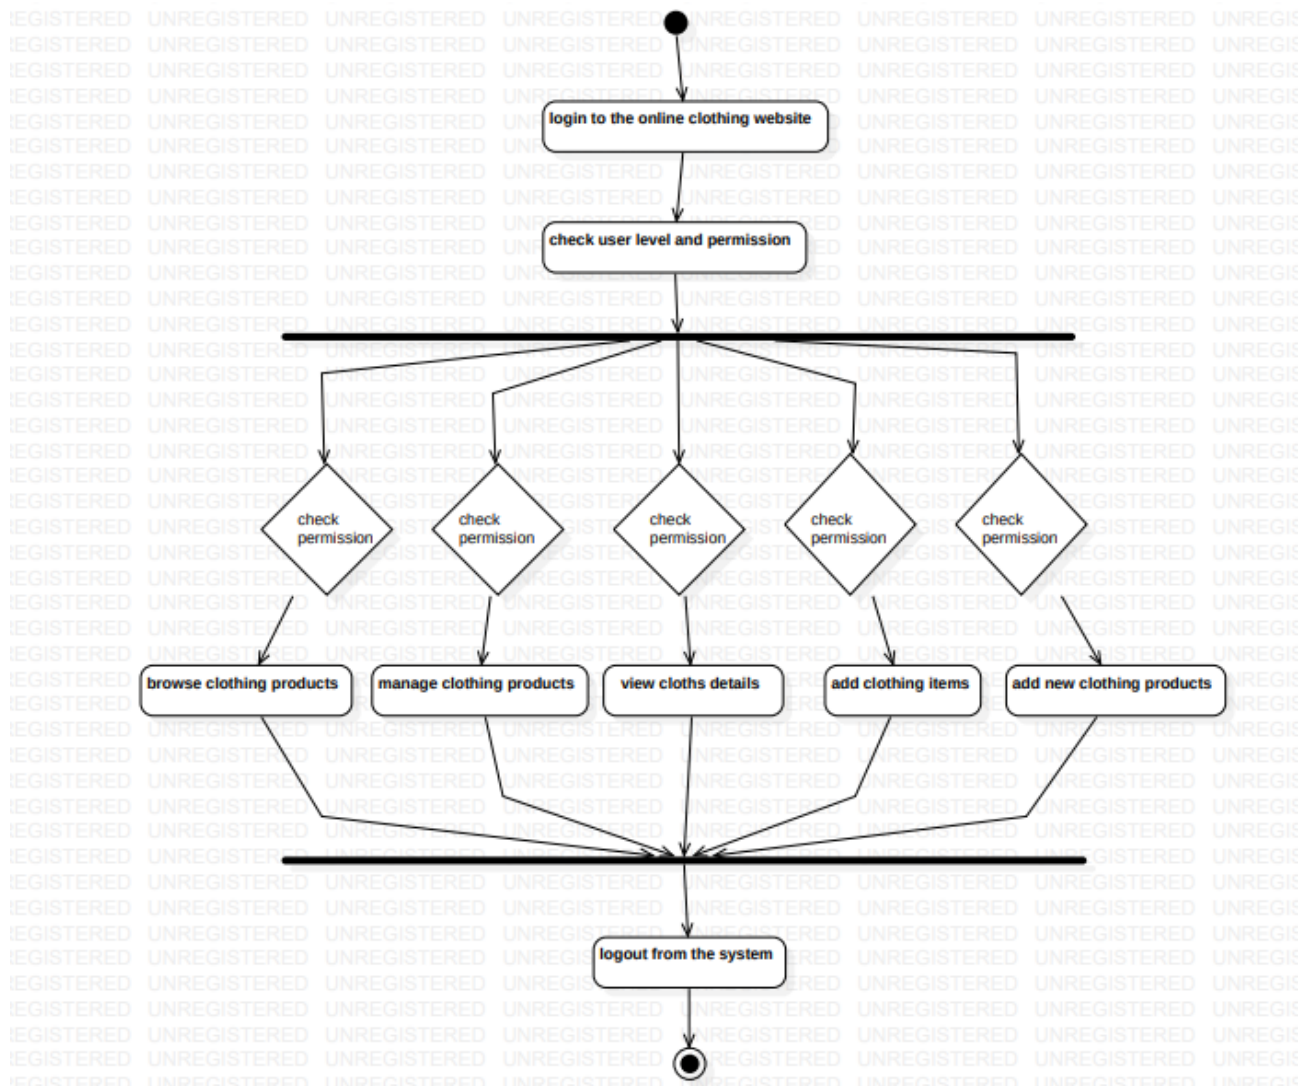 login to the online clothing website
check user level and permission
check
permission
check
permission
check
permission
check
permission
check
permission
browse clothing products
manage clothing products
view cloths details
add clothing items
add new clothing products
logout from the system